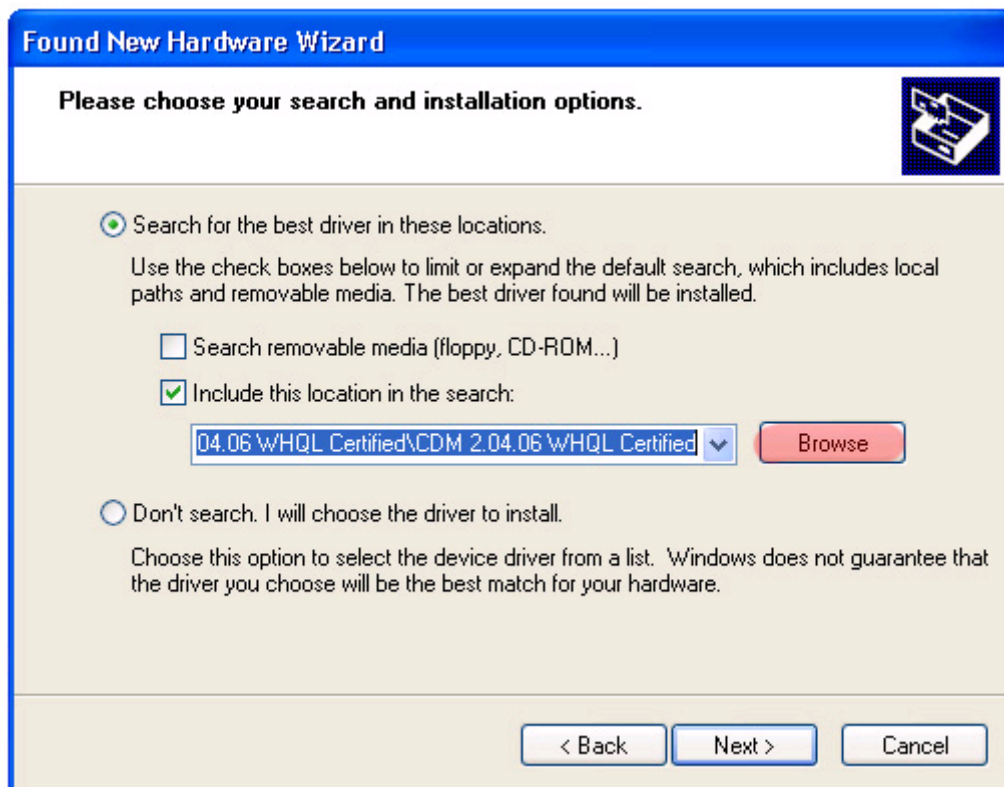 Found New Hardware Wizard
Please choose your search and installation options.
Search for the best driver in these locations.
Use the check boxes below to limit or expand the default search, which includes local
paths and removable media. The best driver found will be installed.
Search removable media (floppy, CD-ROM...)
Include this location in the search:
04.06 WHQL Certified\CDM 2.04.06 WHQL Certified
Browse
Don't search. I will choose the driver to install.
Choose this option to select the device driver from a list. Windows does not guarantee that
the driver you choose will be the best match for your hardware.
< Back Next > Cancel